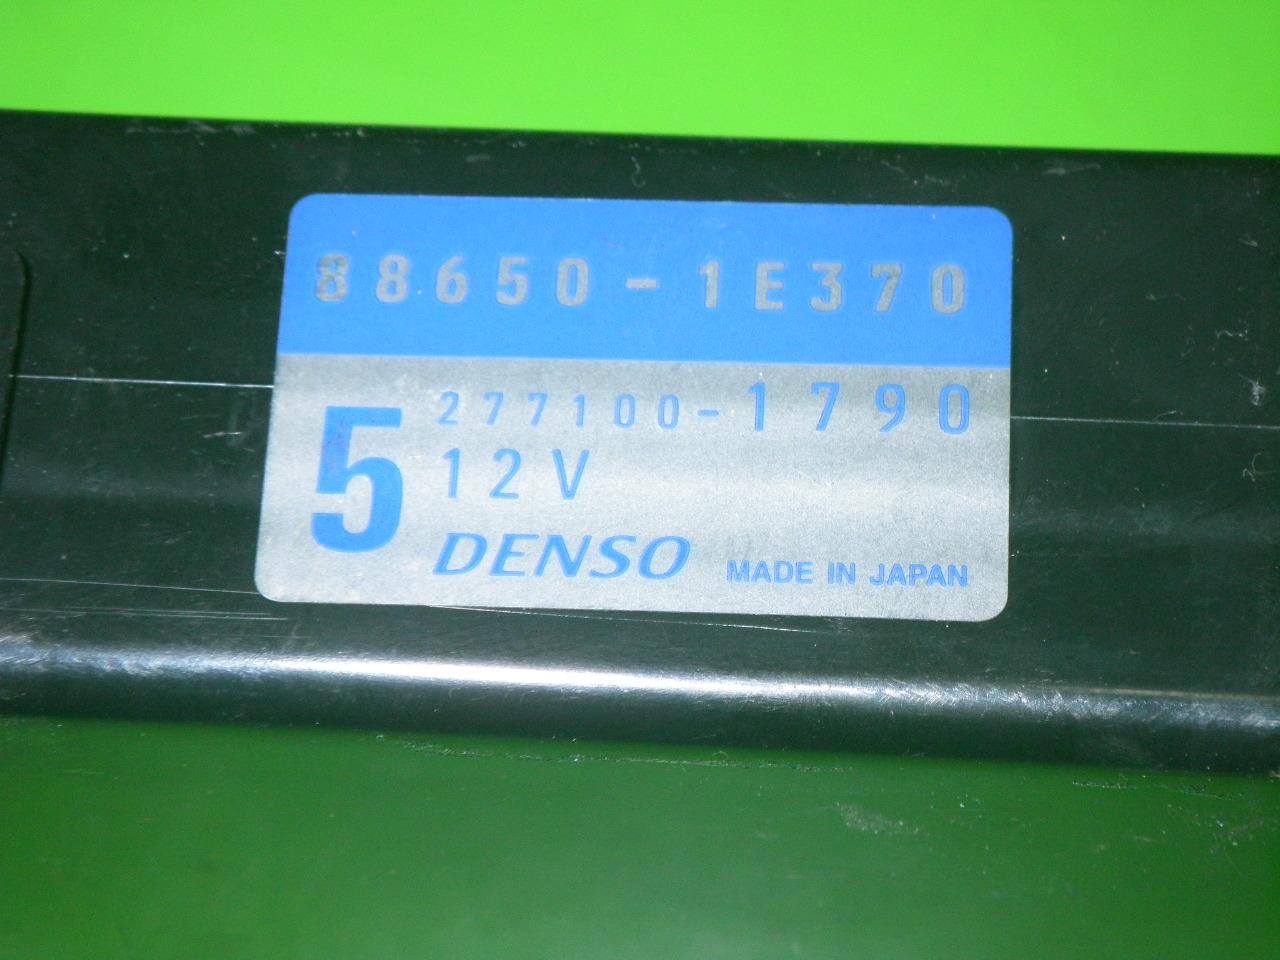 88650-1E370
5
277100-1790
12V
DENSO
MADE IN JAPAN